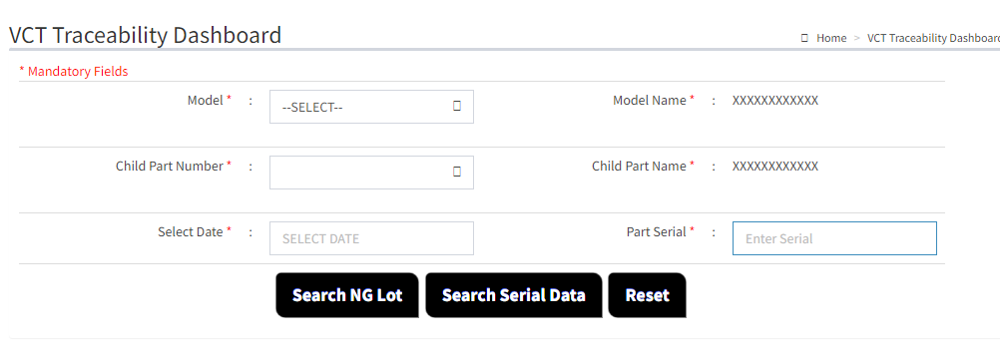 VCT Traceability Dashboard
Home > VCT Traceability Dashboard
* Mandatory Fields
Model * : --SELECT-- Model Name * : XXXXXXXXXXXX
Child Part Number * : Child Part Name * : XXXXXXXXXXXX
Select Date * : SELECT DATE Part Serial * : Enter Serial
Search NG Lot Search Serial Data Reset